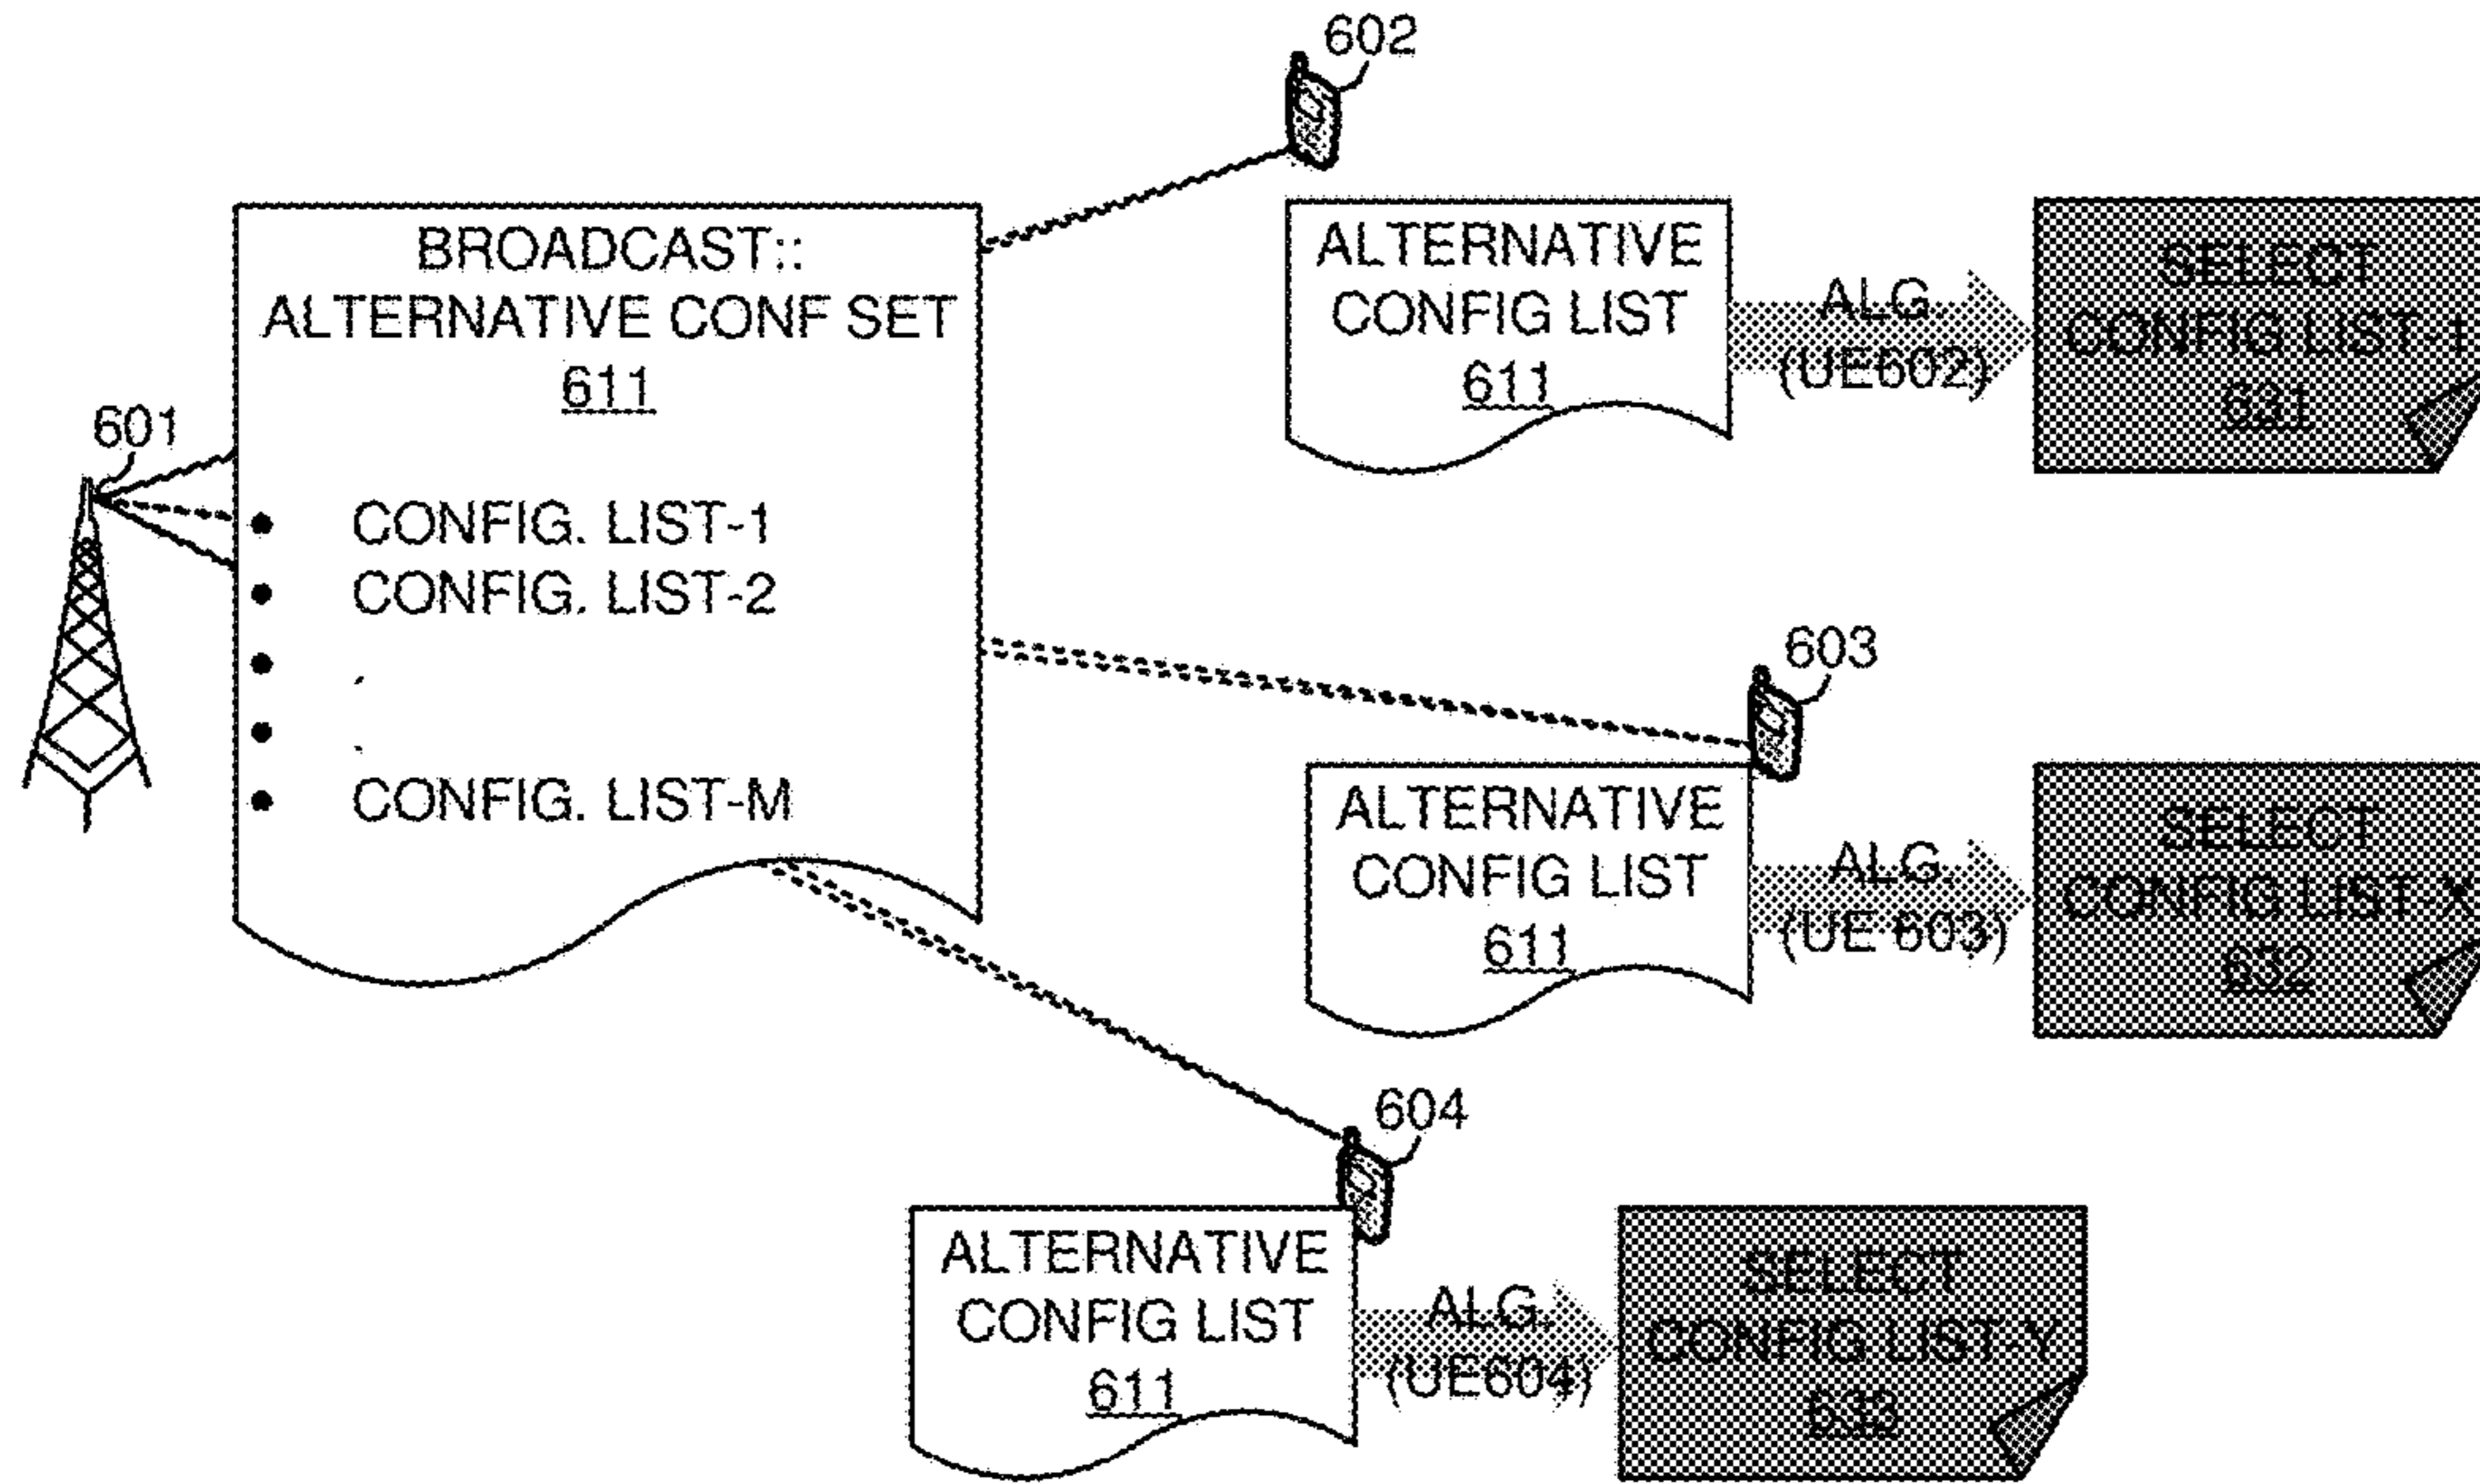 602
BROADCAST::
ALTERNATIVE CONF SET
611
601
• CONFIG. LIST-1
• CONFIG. LIST-2
• .
• .
• CONFIG. LIST-M
ALTERNATIVE
CONFIG LIST
611
ALG.
(UE602)
SELECT
CONFIG LIST-1
631
603
ALTERNATIVE
CONFIG LIST
611
ALG.
(UE 603)
SELECT
CONFIG LIST-X
632
604
ALTERNATIVE
CONFIG LIST
611
ALG.
(UE604)
SELECT
CONFIG LIST-Y
633